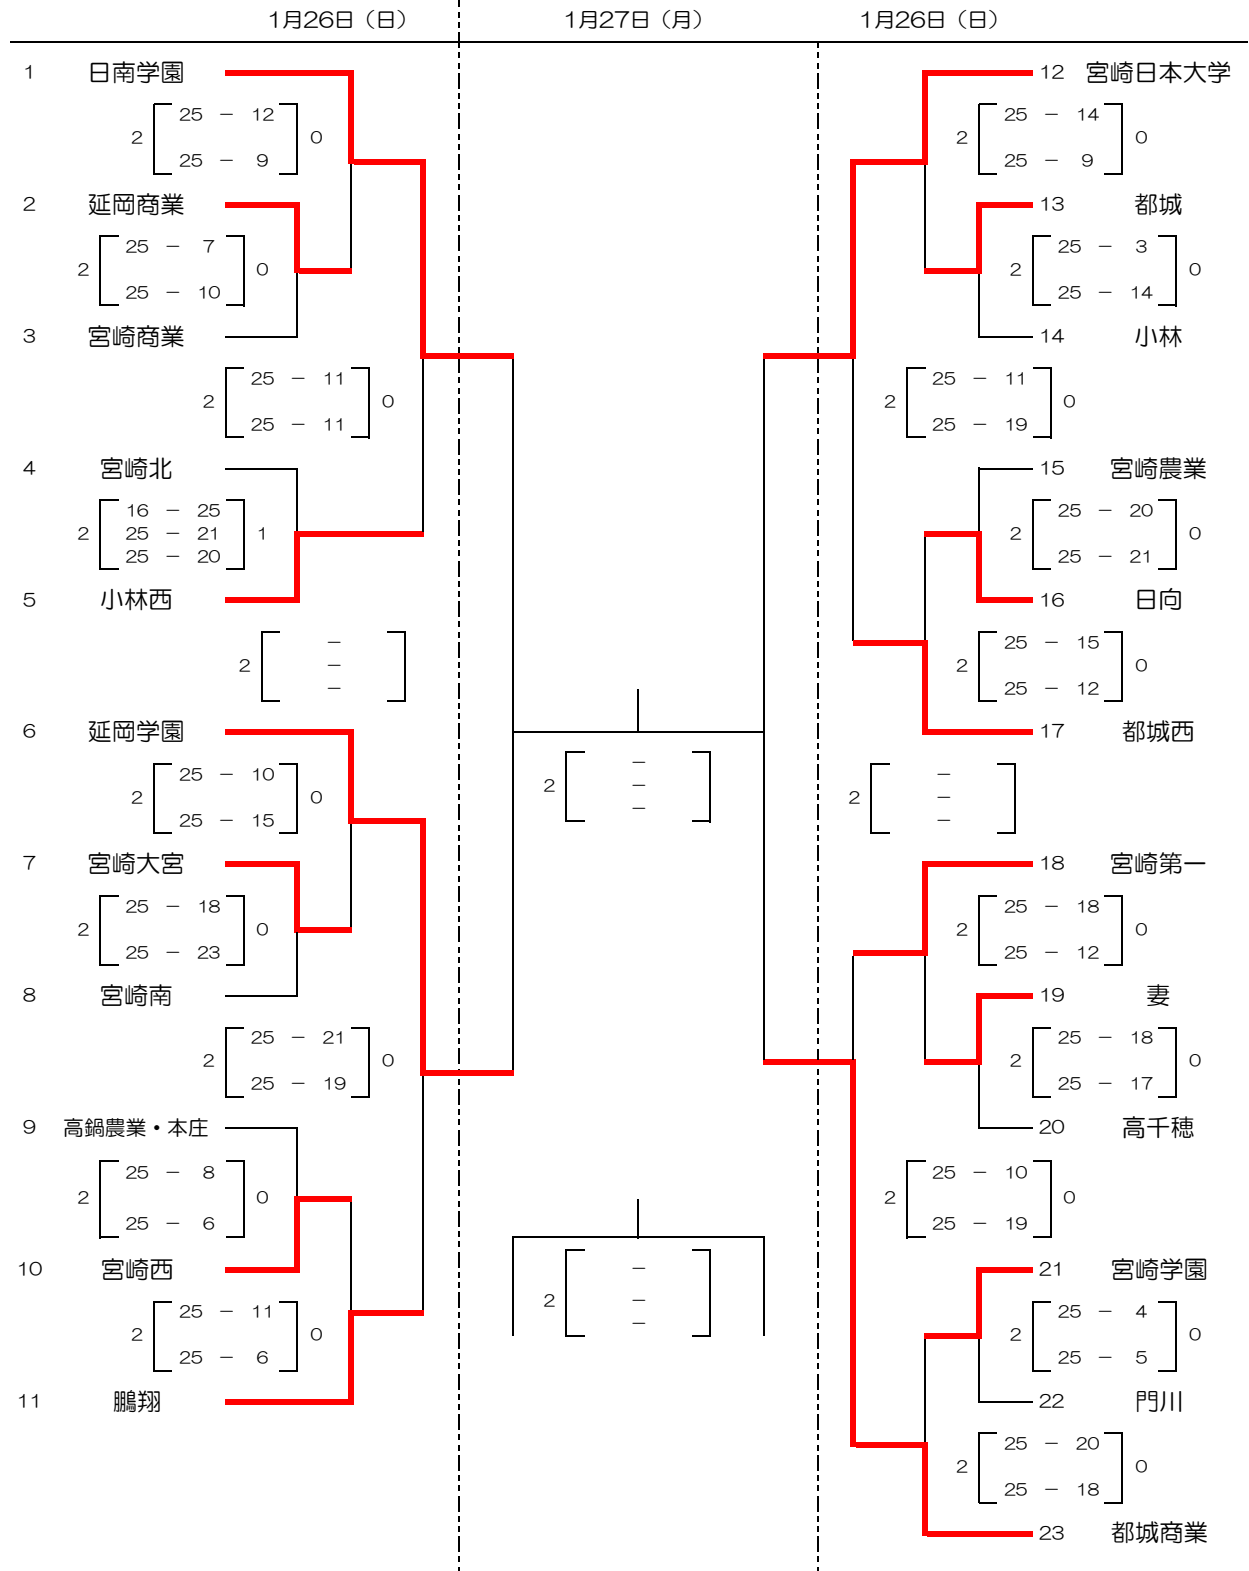 1月26日（日）　1月27日（月）　1月26日（日）
1 日南学園
2 [ 25 － 12 ] 0
25 － 9
2 延岡商業
2 [ 25 － 7 ] 0
25 － 10
3 宮崎商業
2 [ 25 － 11 ] 0
25 － 11
4 宮崎北
16 － 25
2 [ 25 － 21 ] 1
25 － 20
5 小林西
－
2 [ － ]
－
6 延岡学園
2 [ 25 － 10 ] 0
25 － 15
7 宮崎大宮
2 [ 25 － 18 ] 0
25 － 23
8 宮崎南
2 [ 25 － 21 ] 0
25 － 19
9 高鍋農業・本庄
2 [ 25 － 8 ] 0
25 － 6
10 宮崎西
2 [ 25 － 11 ] 0
25 － 6
11 鵬翔
－
2 [ － ]
－
－
2 [ － ]
－
12 宮崎日本大学
2 [ 25 － 14 ] 0
25 － 9
13 都城
2 [ 25 － 3 ] 0
25 － 14
14 小林
2 [ 25 － 11 ] 0
25 － 19
15 宮崎農業
2 [ 25 － 20 ] 0
25 － 21
16 日向
2 [ 25 － 15 ] 0
25 － 12
17 都城西
－
2 [ － ]
－
18 宮崎第一
2 [ 25 － 18 ] 0
25 － 12
19 妻
2 [ 25 － 18 ] 0
25 － 17
20 高千穂
2 [ 25 － 10 ] 0
25 － 19
21 宮崎学園
2 [ 25 － 4 ] 0
25 － 5
22 門川
2 [ 25 － 20 ] 0
25 － 18
23 都城商業